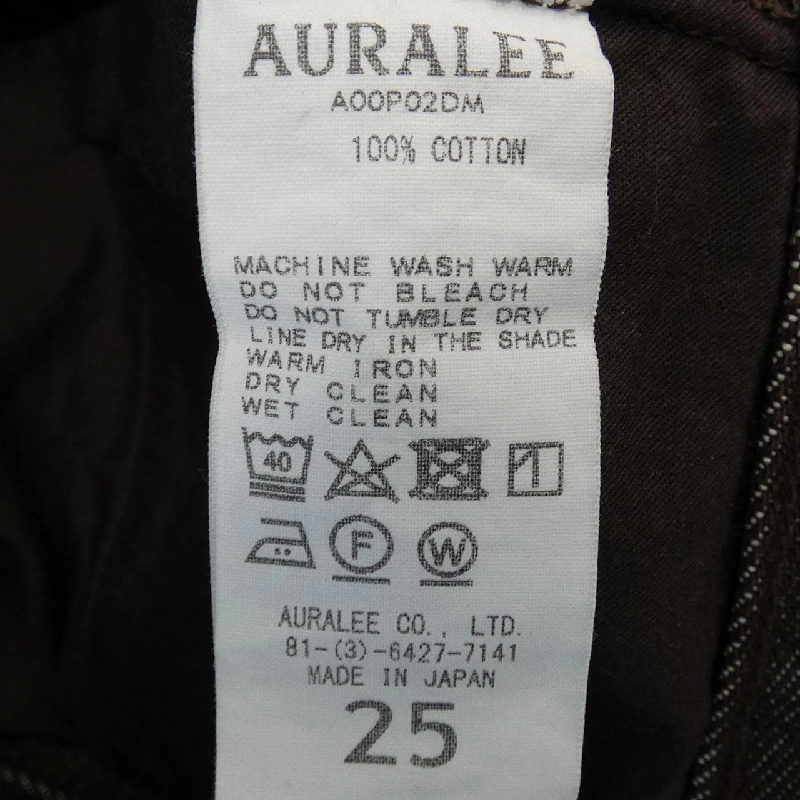 AURALEE
A00P02DM
100% COTTON
MACHINE WASH WARM
DO NOT BLEACH
DO NOT TUMBLE DRY
LINE DRY IN THE SHADE
WARM IRON
DRY CLEAN
WET CLEAN
40
F W
AURALEE CO., LTD.
81-(3)-6427-7141
MADE IN JAPAN
25